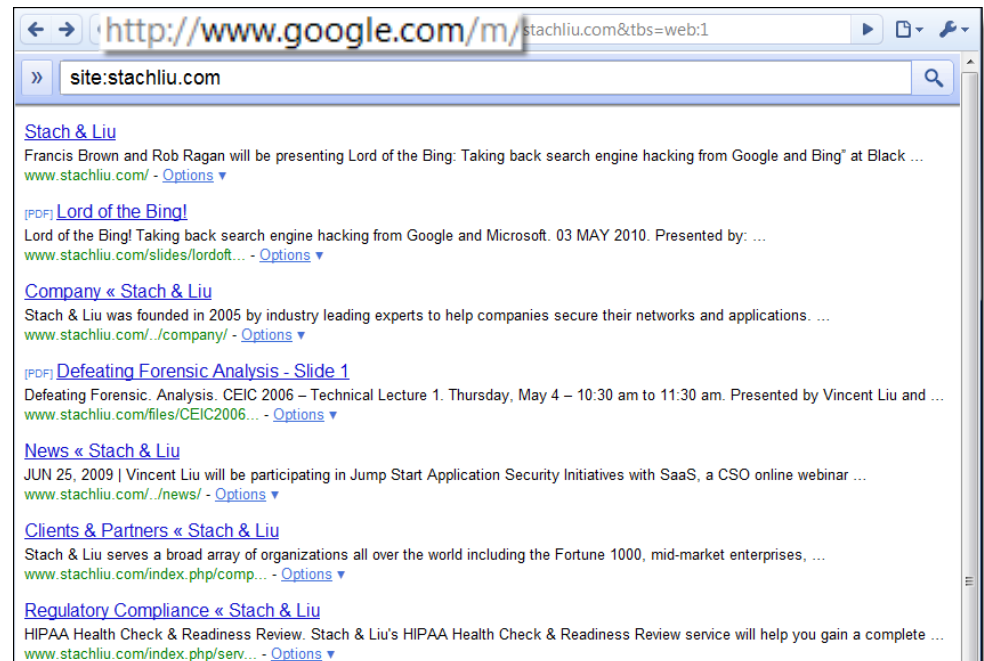 http://www.google.com/m/stachliu.com&tbs=web:1
» site:stachliu.com
Stach & Liu
Francis Brown and Rob Ragan will be presenting Lord of the Bing: Taking back search engine hacking from Google and Bing" at Black ...
www.stachliu.com/ - Options ▼
[PDF] Lord of the Bing!
Lord of the Bing! Taking back search engine hacking from Google and Microsoft. 03 MAY 2010. Presented by: ...
www.stachliu.com/slides/lordoft... - Options ▼
Company « Stach & Liu
Stach & Liu was founded in 2005 by industry leading experts to help companies secure their networks and applications. ...
www.stachliu.com/../company/ - Options ▼
[PDF] Defeating Forensic Analysis - Slide 1
Defeating Forensic. Analysis. CEIC 2006 – Technical Lecture 1. Thursday, May 4 – 10:30 am to 11:30 am. Presented by Vincent Liu and ...
www.stachliu.com/files/CEIC2006... - Options ▼
News « Stach & Liu
JUN 25, 2009 | Vincent Liu will be participating in Jump Start Application Security Initiatives with SaaS, a CSO online webinar ...
www.stachliu.com/../news/ - Options ▼
Clients & Partners « Stach & Liu
Stach & Liu serves a broad array of organizations all over the world including the Fortune 1000, mid-market enterprises, ...
www.stachliu.com/index.php/comp... - Options ▼
Regulatory Compliance « Stach & Liu
HIPAA Health Check & Readiness Review. Stach & Liu's HIPAA Health Check & Readiness Review service will help you gain a complete ...
www.stachliu.com/index.php/serv... - Options ▼